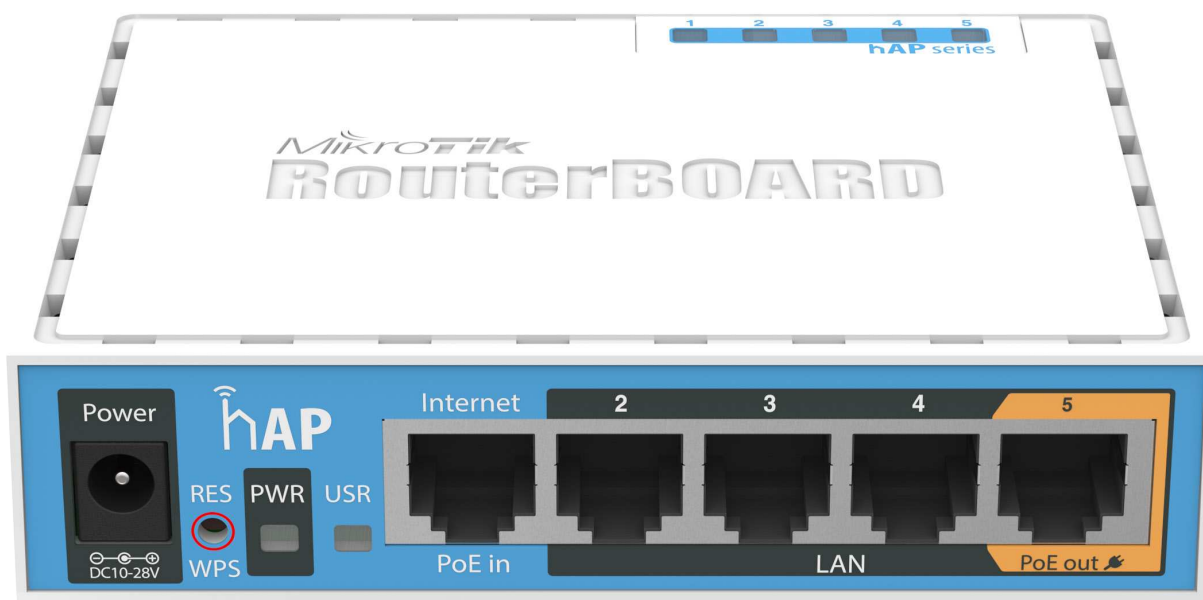 1 2 3 4 5
hAP series
MikroTik
RouterBOARD
Power
DC10-28V
hAP
RES
WPS
PWR
USR
Internet
PoE in
2 3 4 5
LAN
PoE out